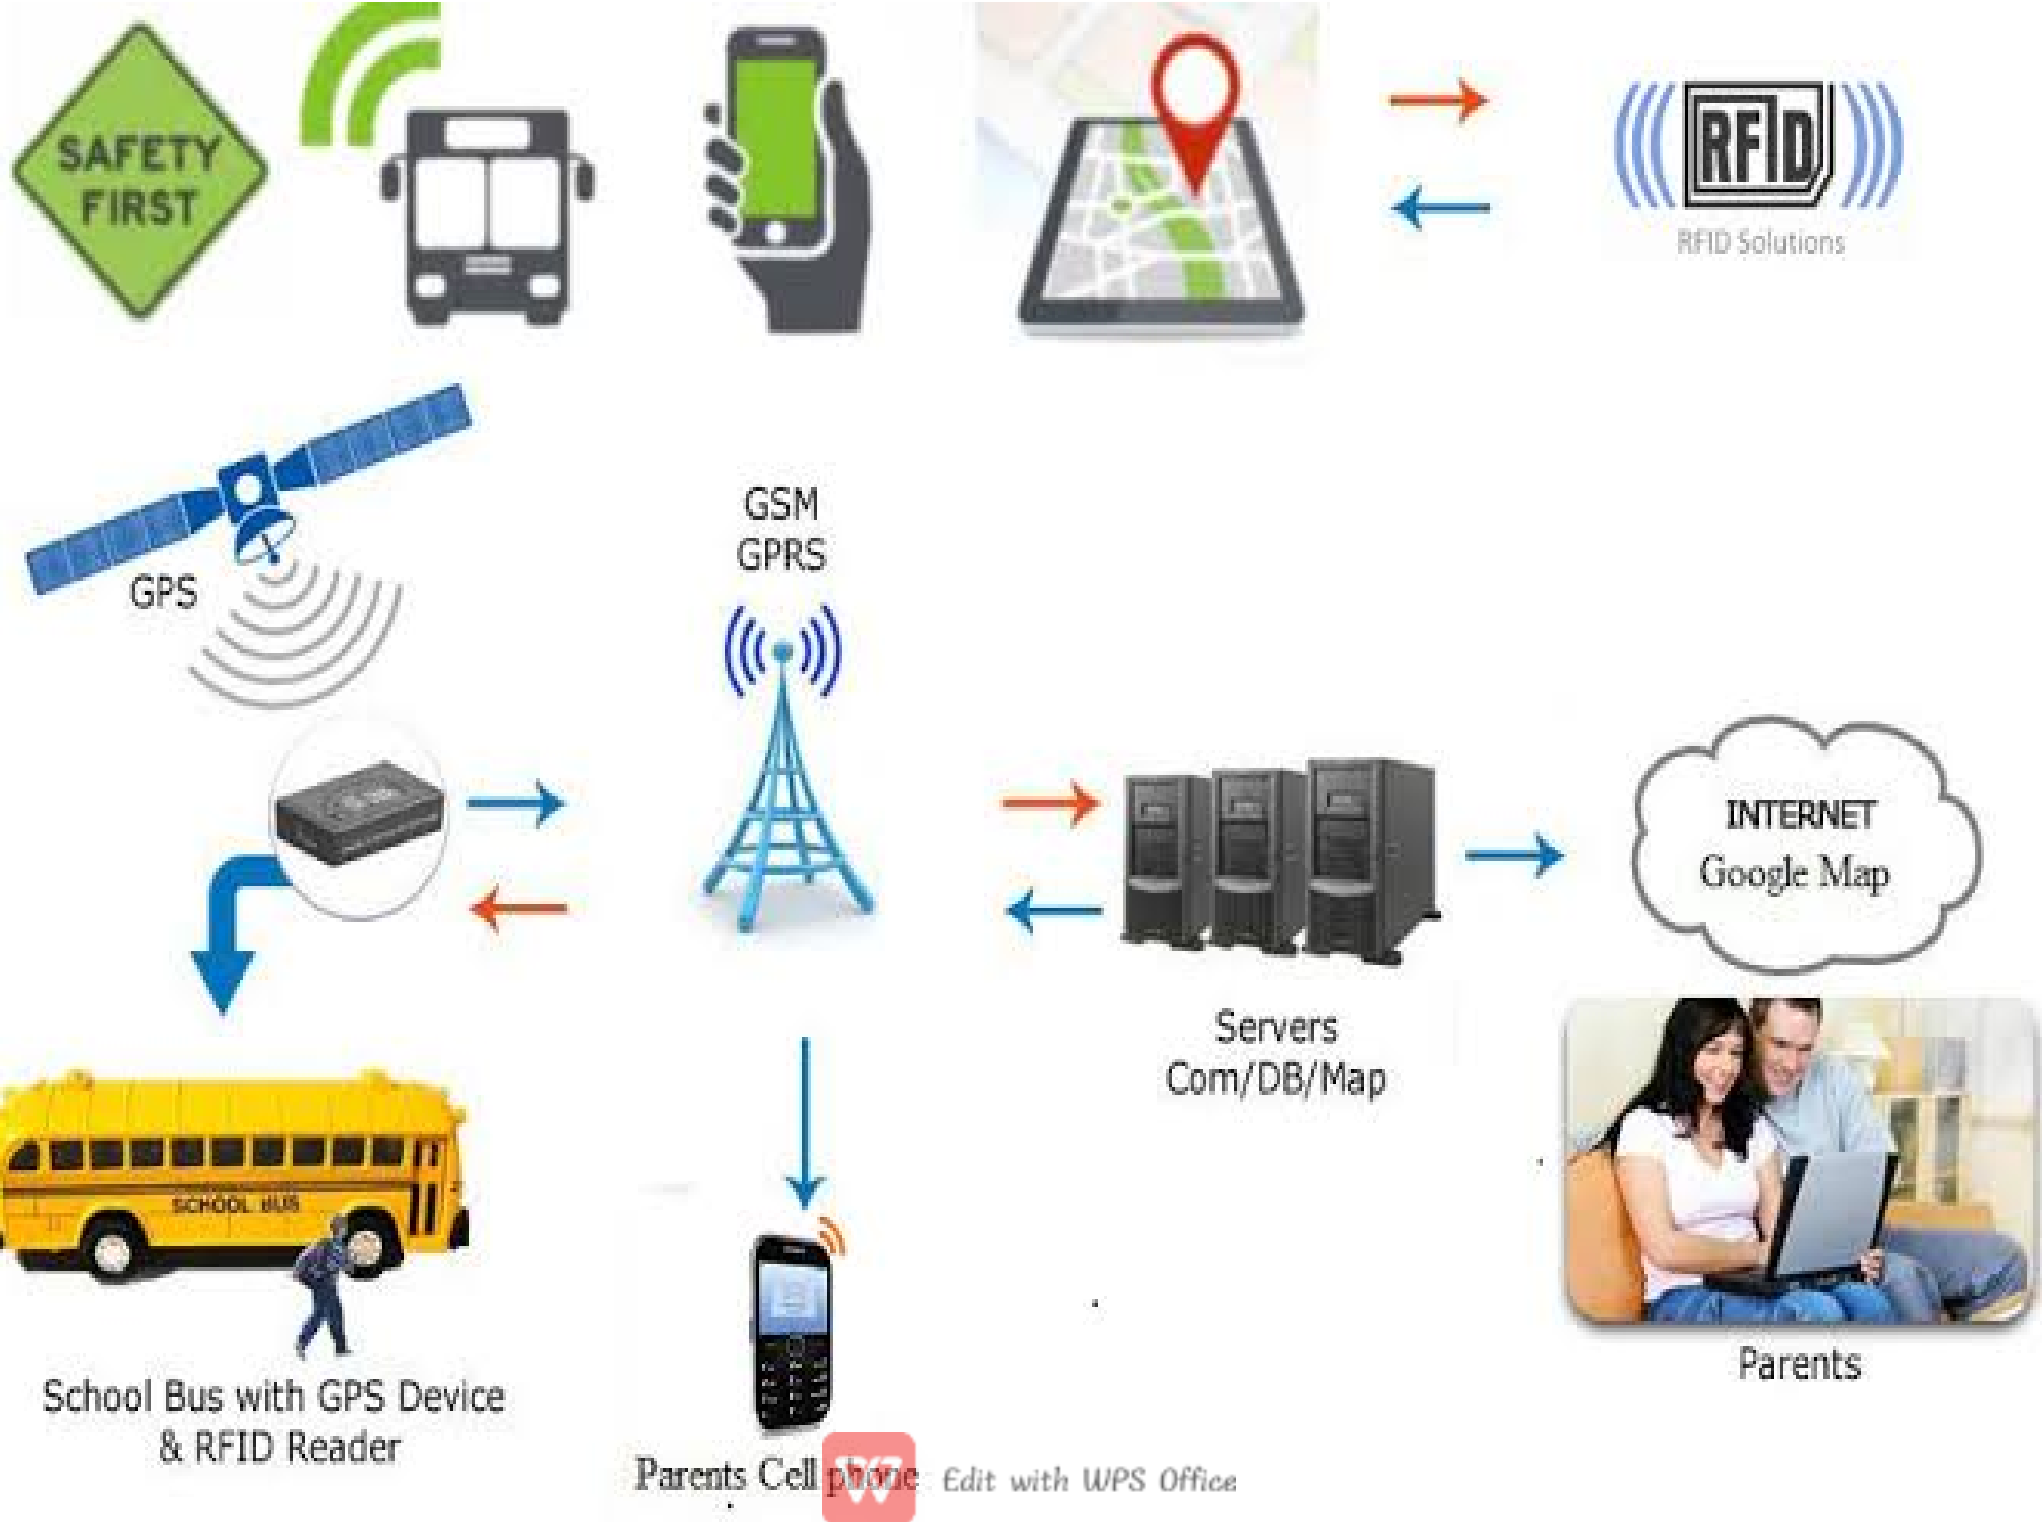 SAFETY
FIRST
RFID
RFID Solutions
GPS
GSM
GPRS
INTERNET
Google Map
Servers
Com/DB/Map
SCHOOL BUS
Parents
School Bus with GPS Device
& RFID Reader
Parents Cell phone
W Edit with WPS Office